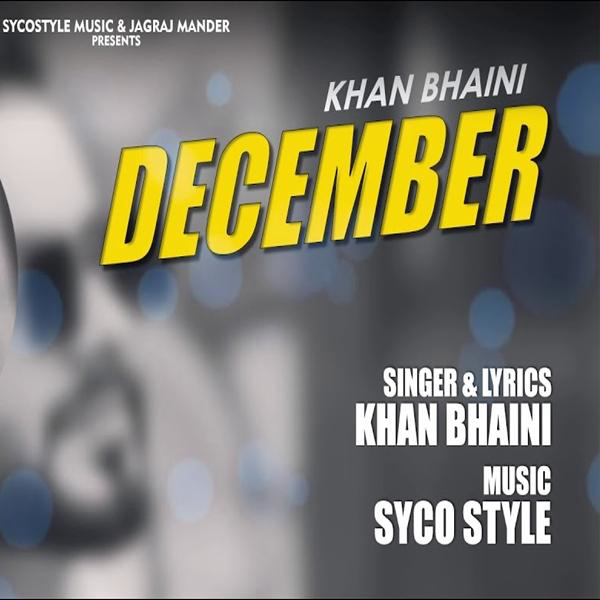 SYCOSTYLE MUSIC & JAGRAJ MANDER
PRESENTS
KHAN BHAINI
DECEMBER
SINGER & LYRICS
KHAN BHAINI
MUSIC
SYCO STYLE